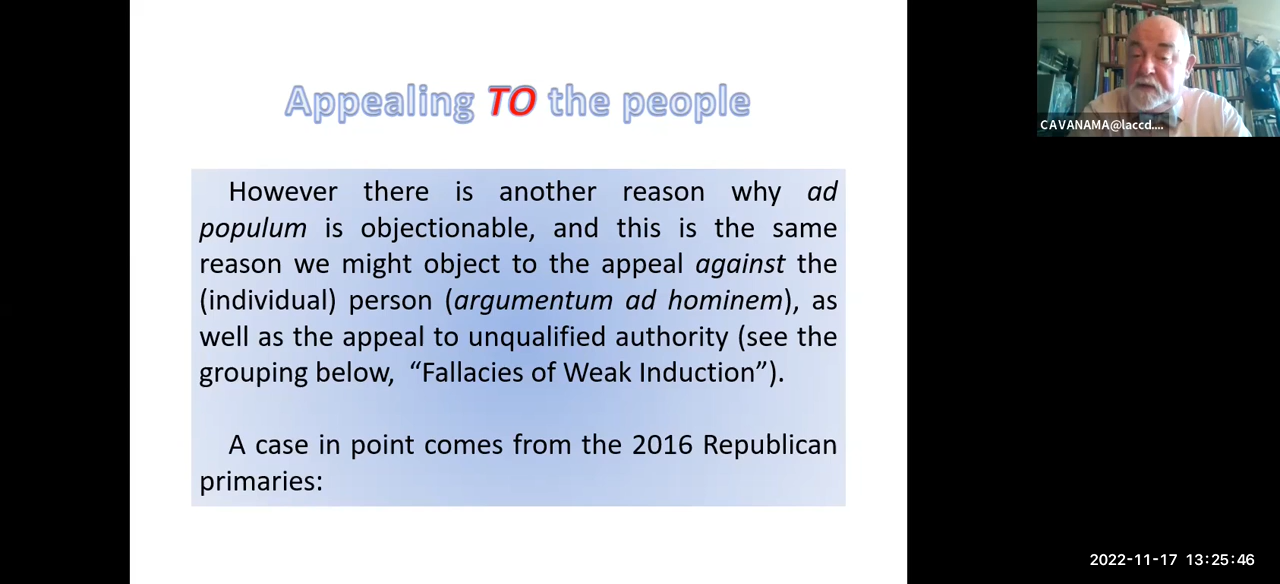 Appealing TO the people
However there is another reason why ad
populum is objectionable, and this is the same
reason we might object to the appeal against the
(individual) person (argumentum ad hominem), as
well as the appeal to unqualified authority (see the
grouping below, “Fallacies of Weak Induction”).
A case in point comes from the 2016 Republican
primaries:
CAVANAMA@laccd....
2022-11-17 13:25:46